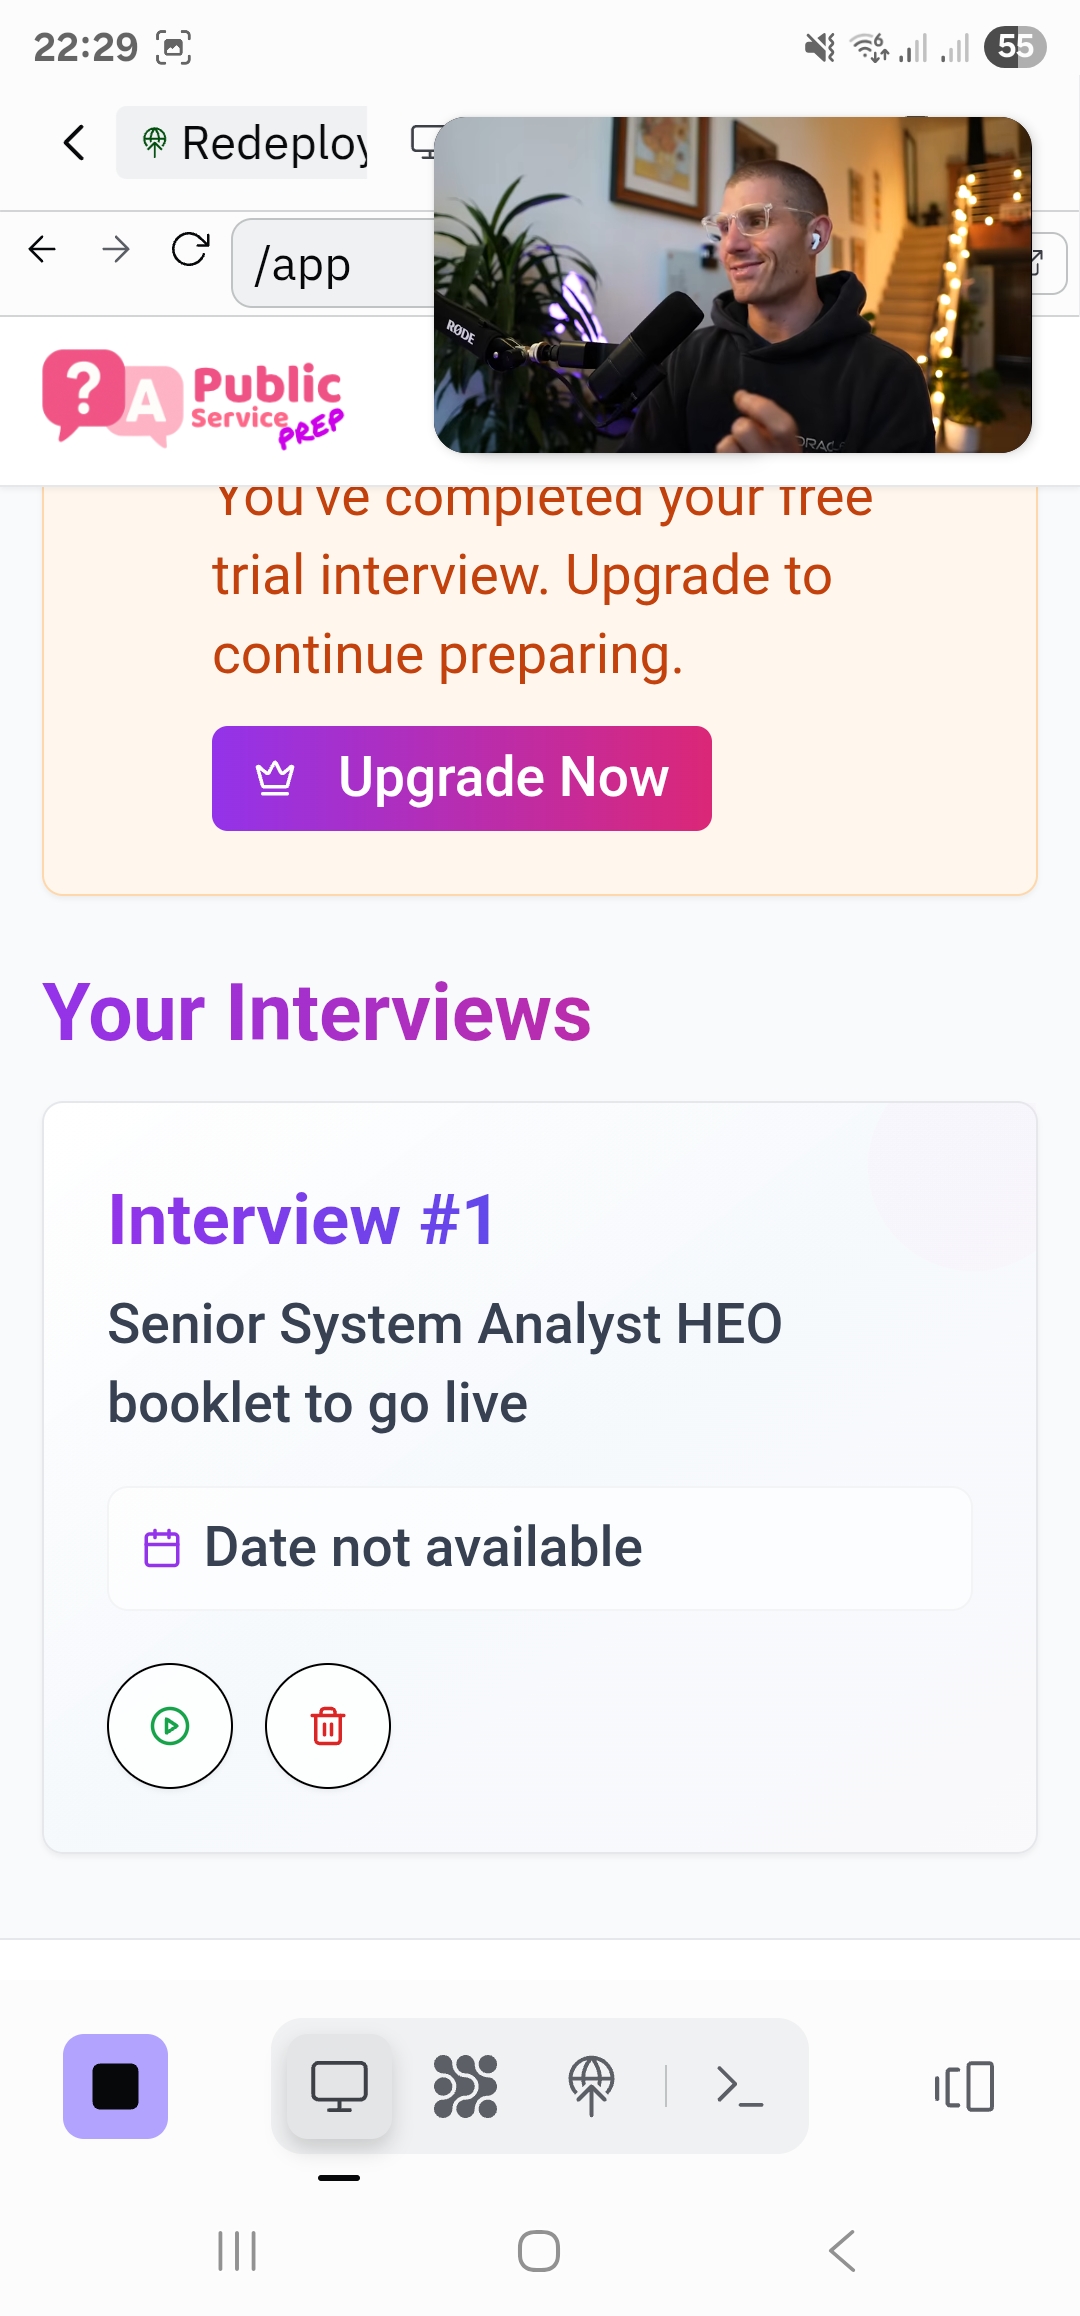 22:29
6
55
Redeploy
/app
RØDE
? A Public
Service
PREP
You've completed your free
trial interview. Upgrade to
continue preparing.
Upgrade Now
Your Interviews
Interview #1
Senior System Analyst HEO
booklet to go live
Date not available